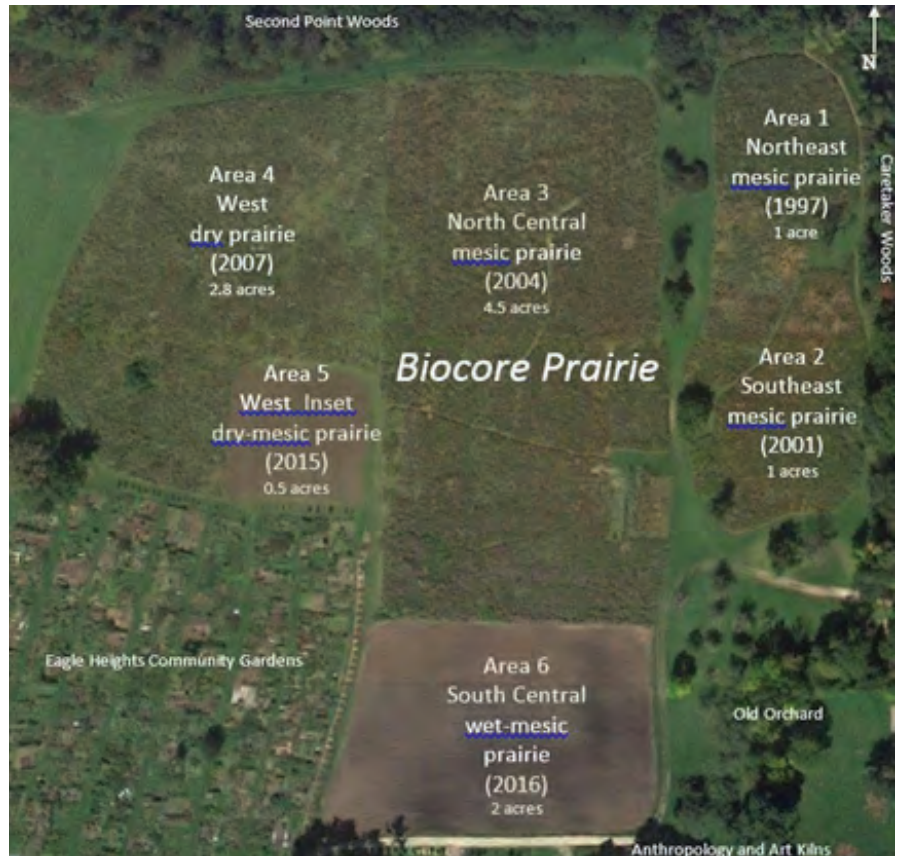 Second Point Woods
N
Area 1
Northeast
mesic prairie
(1997)
1 acre
Caretaker Woods
Area 4
West
dry prairie
(2007)
2.8 acres
Area 3
North Central
mesic prairie
(2004)
4.5 acres
Biocore Prairie
Area 2
Southeast
mesic prairie
(2001)
1 acres
Area 5
West Inset
dry-mesic prairie
(2015)
0.5 acres
Eagle Heights Community Gardens
Area 6
South Central
wet-mesic
prairie
(2016)
2 acres
Old Orchard
Anthropology and Art Kilns